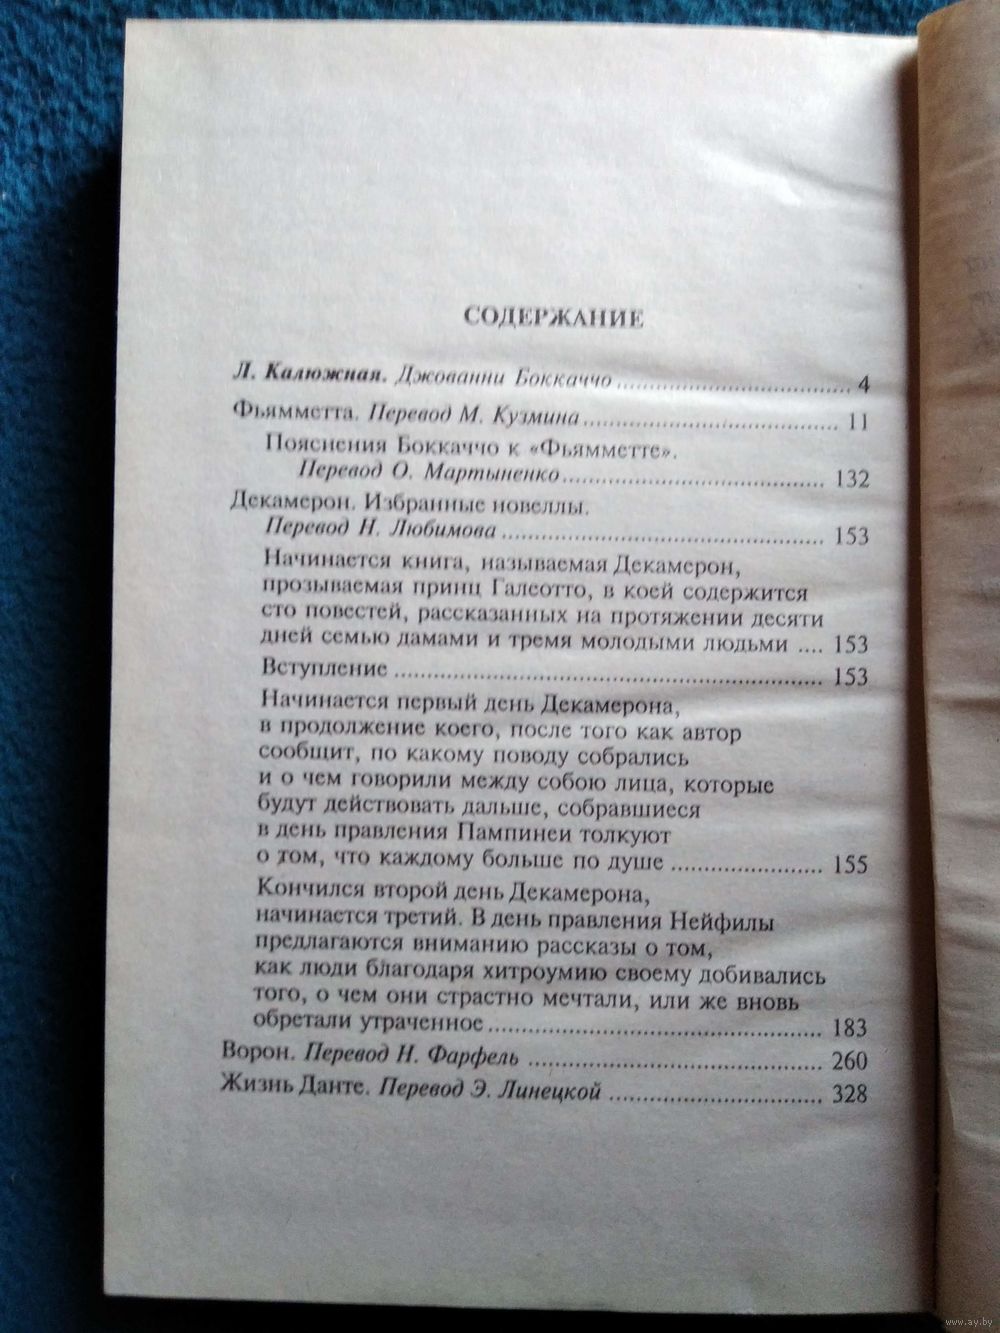 СОДЕРЖАНИЕ
Л. Калюжная. Джованни Боккаччо ........ 4
Фьямметта. Перевод М. Кузмина ........ 11
Пояснения Боккаччо к «Фьямметте».
Перевод О. Мартыненко ........ 132
Декамерон. Избранные новеллы.
Перевод Н. Любимова ........ 153
Начинается книга, называемая Декамерон,
прозываемая принц Галеотто, в коей содержится
сто повестей, рассказанных на протяжении десяти
дней семью дамами и тремя молодыми людьми .... 153
Вступление ........ 153
Начинается первый день Декамерона,
в продолжение коего, после того как автор
сообщит, по какому поводу собрались
и о чем говорили между собою лица, которые
будут действовать дальше, собравшиеся
в день правления Пампинеи толкуют
о том, что каждому больше по душе ........ 155
Кончился второй день Декамерона,
начинается третий. В день правления Нейфилы
предлагаются вниманию рассказы о том,
как люди благодаря хитроумию своему добивались
того, о чем они страстно мечтали, или же вновь
обретали утраченное ........ 183
Ворон. Перевод Н. Фарфель ........ 260
Жизнь Данте. Перевод Э. Линецкой ........ 328
www.ay.by